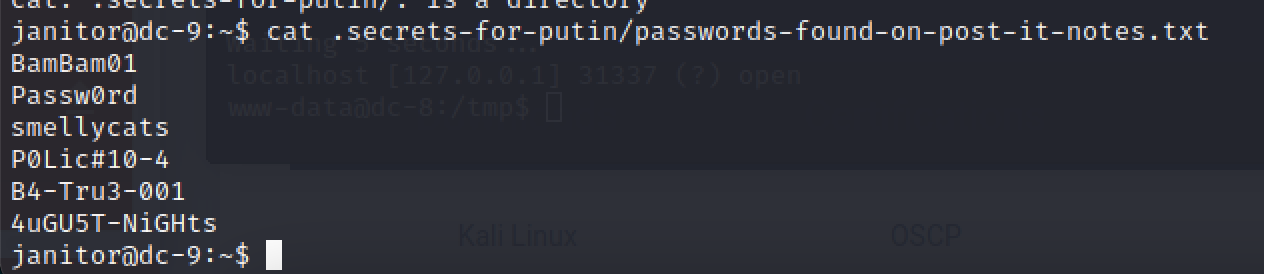 cat: .secrets-for-putin/: Is a directory
janitor@dc-9:~$ cat .secrets-for-putin/passwords-found-on-post-it-notes.txt
Waiting 5 seconds...
BamBam01
localhost [127.0.0.1] 31337 (?) open
Passw0rd
www-data@dc-8:/tmp$
smellycats
P0Lic#10-4
B4-Tru3-001
4uGU5T-NiGHts
Kali Linux
OSCP
janitor@dc-9:~$